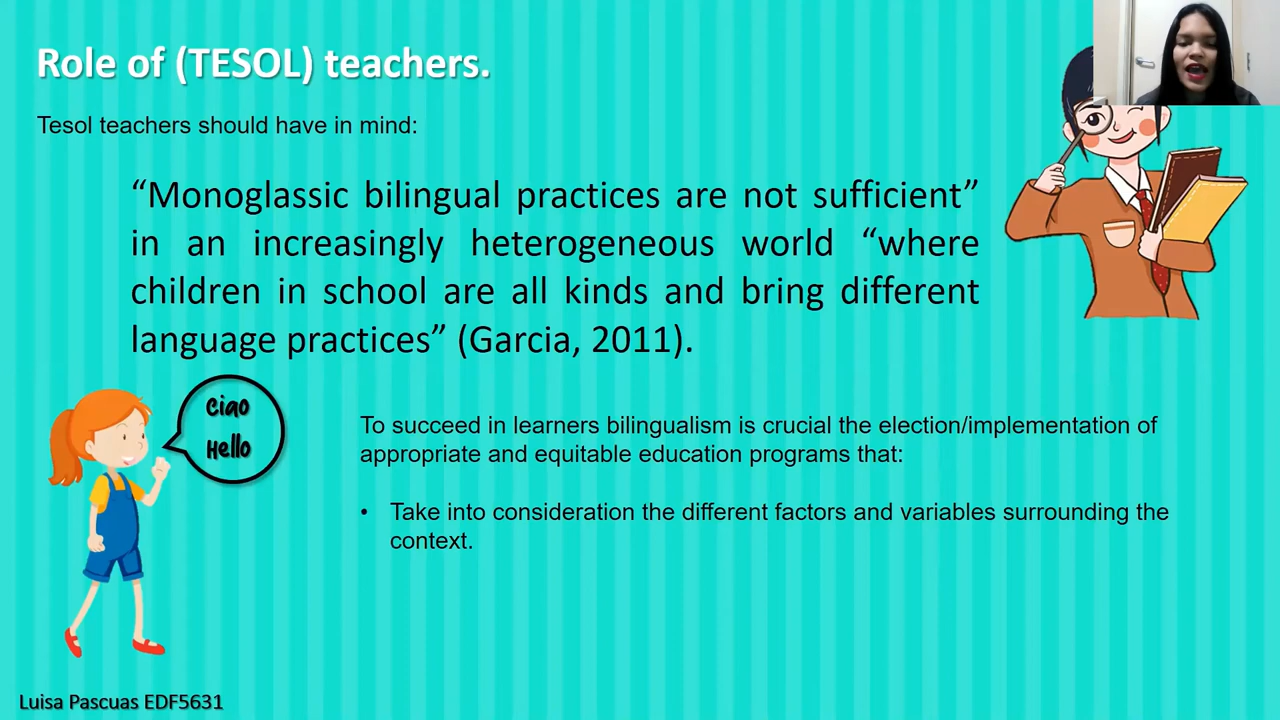 Role of (TESOL) teachers.
Tesol teachers should have in mind:
“Monoglassic bilingual practices are not sufficient”
in an increasingly heterogeneous world “where
children in school are all kinds and bring different
language practices” (Garcia, 2011).
Ciao
Hello
To succeed in learners bilingualism is crucial the election/implementation of
appropriate and equitable education programs that:
• Take into consideration the different factors and variables surrounding the
context.
Luisa Pascuas EDF5631